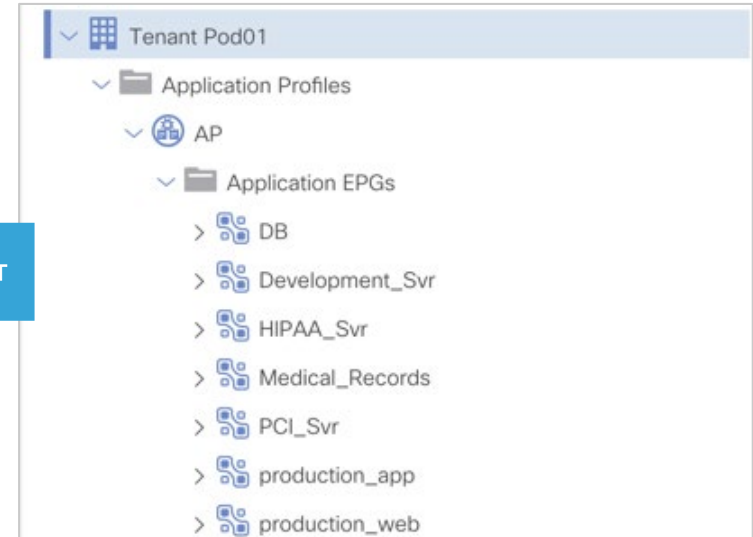 Tenant Pod01
Application Profiles
AP
Application EPGs
DB
Development_Svr
HIPAA_Svr
Medical_Records
PCI_Svr
production_app
production_web